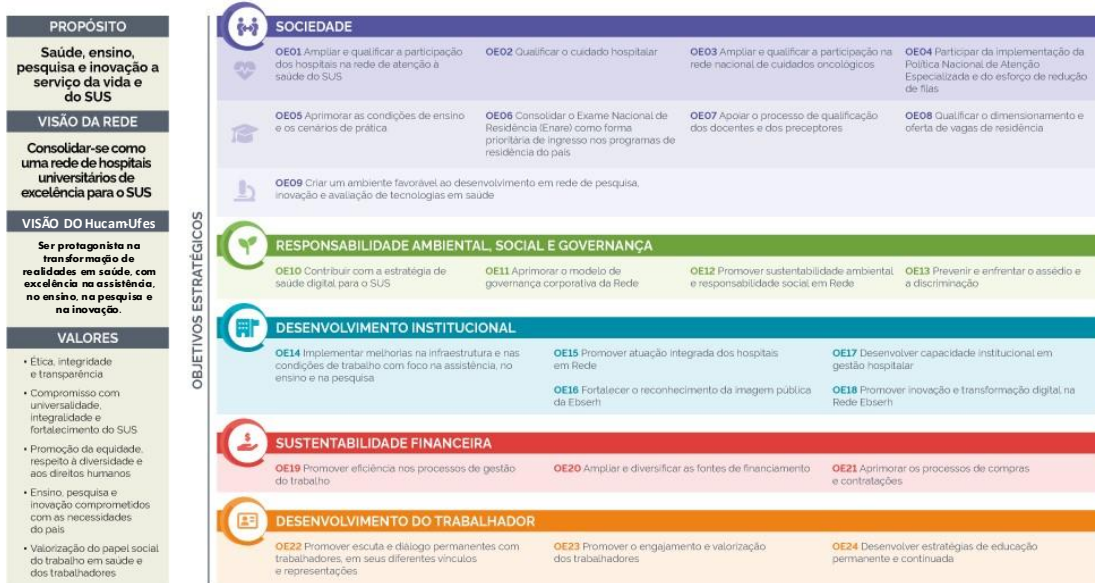 PROPÓSITO
Saúde, ensino,
pesquisa e inovação a
serviço da vida e
do SUS
VISÃO DA REDE
Consolidar-se como
uma rede de hospitais
universitários de
excelência para o SUS
VISÃO DO Hucam-Ufes
Ser protagonista na
transformação de
realidades em saúde, com
excelência na assistência,
no ensino, na pesquisa e
na inovação.
VALORES
• Ética, integridade
e transparência
• Compromisso com
universalidade,
integralidade e
fortalecimento do SUS
• Promoção da equidade,
respeito à diversidade e
aos direitos humanos
• Ensino, pesquisa e
inovação comprometidos
com as necessidades
do país
• Valorização do papel social
do trabalho em saúde e
dos trabalhadores
OBJETIVOS ESTRATÉGICOS
SOCIEDADE
OE01 Ampliar e qualificar a participação
dos hospitais na rede de atenção à
saúde do SUS
OE02 Qualificar o cuidado hospitalar
OE03 Ampliar e qualificar a participação na
rede nacional de cuidados oncológicos
OE04 Participar da implementação da
Política Nacional de Atenção
Especializada e do esforço de redução
de filas
OE05 Aprimorar as condições de ensino
e os cenários de prática
OE06 Consolidar o Exame Nacional de
Residência (Enare) como forma
prioritária de ingresso nos programas de
residência do país
OE07 Apoiar o processo de qualificação
dos docentes e dos preceptores
OE08 Qualificar o dimensionamento e
oferta de vagas de residência
OE09 Criar um ambiente favorável ao desenvolvimento em rede de pesquisa,
inovação e avaliação de tecnologias em saúde
RESPONSABILIDADE AMBIENTAL, SOCIAL E GOVERNANÇA
OE10 Contribuir com a estratégia de
saúde digital para o SUS
OE11 Aprimorar o modelo de
governança corporativa da Rede
OE12 Promover sustentabilidade ambiental
e responsabilidade social em Rede
OE13 Prevenir e enfrentar o assédio e
a discriminação
DESENVOLVIMENTO INSTITUCIONAL
OE14 Implementar melhorias na infraestrutura e nas
condições de trabalho com foco na assistência, no
ensino e na pesquisa
OE15 Promover atuação integrada dos hospitais
em Rede
OE16 Fortalecer o reconhecimento da imagem pública
da Ebserh
OE17 Desenvolver capacidade institucional em
gestão hospitalar
OE18 Promover inovação e transformação digital na
Rede Ebserh
SUSTENTABILIDADE FINANCEIRA
OE19 Promover eficiência nos processos de gestão
do trabalho
OE20 Ampliar e diversificar as fontes de financiamento
OE21 Aprimorar os processos de compras
e contratações
DESENVOLVIMENTO DO TRABALHADOR
OE22 Promover escuta e diálogo permanentes com
trabalhadores, em seus diferentes vínculos
e representações
OE23 Promover o engajamento e valorização
dos trabalhadores
OE24 Desenvolver estratégias de educação
permanente e continuada